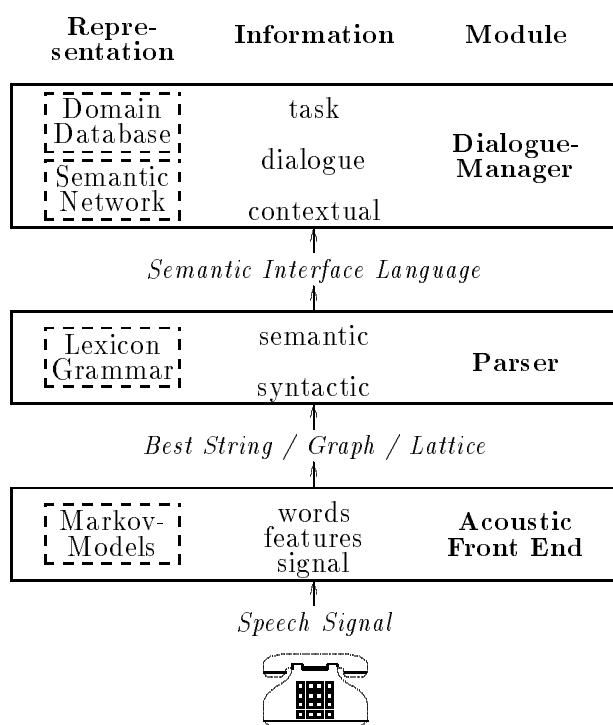 Repre- Information Module
sentation
Domain task
Database Dialogue-
dialogue Manager
Semantic
Network contextual
Semantic Interface Language
Lexicon semantic
Grammar Parser
syntactic
Best String / Graph / Lattice
Markov- words Acoustic
Models features Front End
signal
Speech Signal